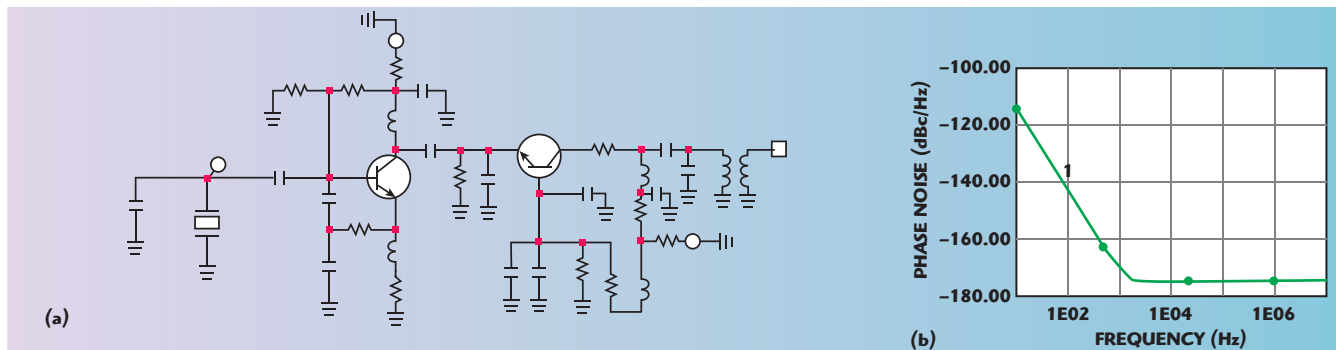 (a)
PHASE NOISE (dBc/Hz)
–100.00
–120.00
–140.00
–160.00
–180.00
1
1E02 1E04 1E06
FREQUENCY (Hz)
(b)